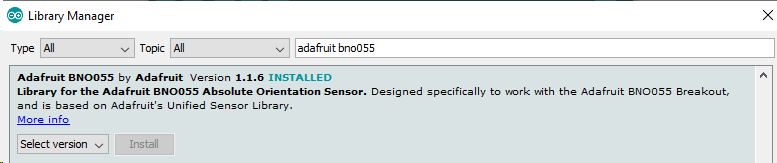 Library Manager
Type All Topic All adafruit bno055
Adafruit BNO055 by Adafruit Version 1.1.6 INSTALLED
Library for the Adafruit BNO055 Absolute Orientation Sensor. Designed specifically to work with the Adafruit BNO055 Breakout,
and is based on Adafruit's Unified Sensor Library.
More info
Select version Install